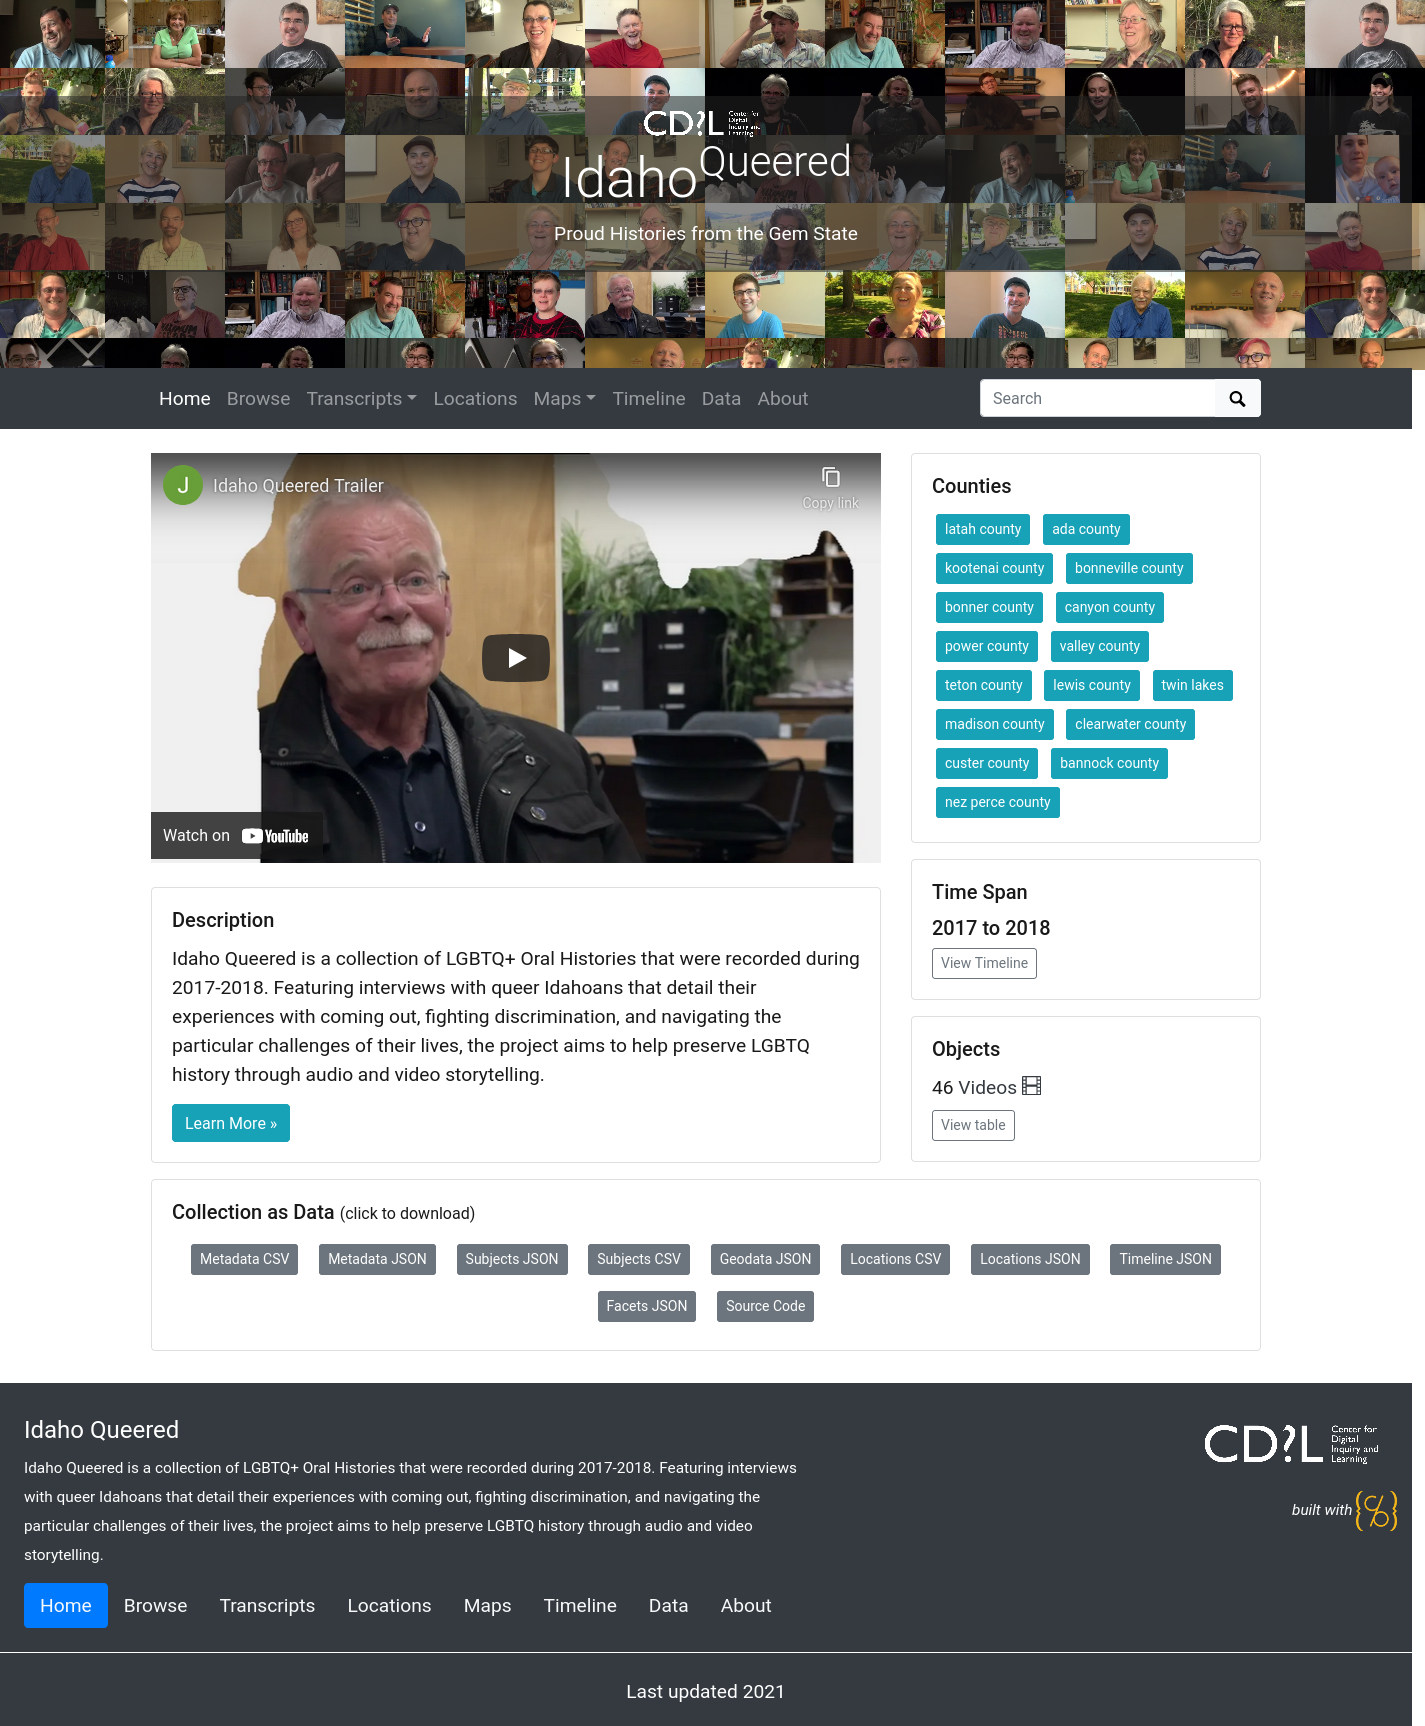 CD?L Center for Digital Inquiry and Learning
Idaho Queered
Proud Histories from the Gem State
Home Browse Transcripts Locations Maps Timeline Data About Search
J Idaho Queered Trailer
Copy link
Watch on YouTube
Counties
latah county ada county
kootenai county bonneville county
bonner county canyon county
power county valley county
teton county lewis county twin lakes
madison county clearwater county
custer county bannock county
nez perce county
Description
Idaho Queered is a collection of LGBTQ+ Oral Histories that were recorded during
2017-2018. Featuring interviews with queer Idahoans that detail their
experiences with coming out, fighting discrimination, and navigating the
particular challenges of their lives, the project aims to help preserve LGBTQ
history through audio and video storytelling.
Learn More »
Time Span
2017 to 2018
View Timeline
Objects
46 Videos
View table
Collection as Data (click to download)
Metadata CSV Metadata JSON Subjects JSON Subjects CSV Geodata JSON Locations CSV Locations JSON Timeline JSON
Facets JSON Source Code
Idaho Queered
Idaho Queered is a collection of LGBTQ+ Oral Histories that were recorded during 2017-2018. Featuring interviews
with queer Idahoans that detail their experiences with coming out, fighting discrimination, and navigating the
particular challenges of their lives, the project aims to help preserve LGBTQ history through audio and video
storytelling.
CD?L Center for
Digital
Inquiry and
Learning
built with {cb}
Home Browse Transcripts Locations Maps Timeline Data About
Last updated 2021